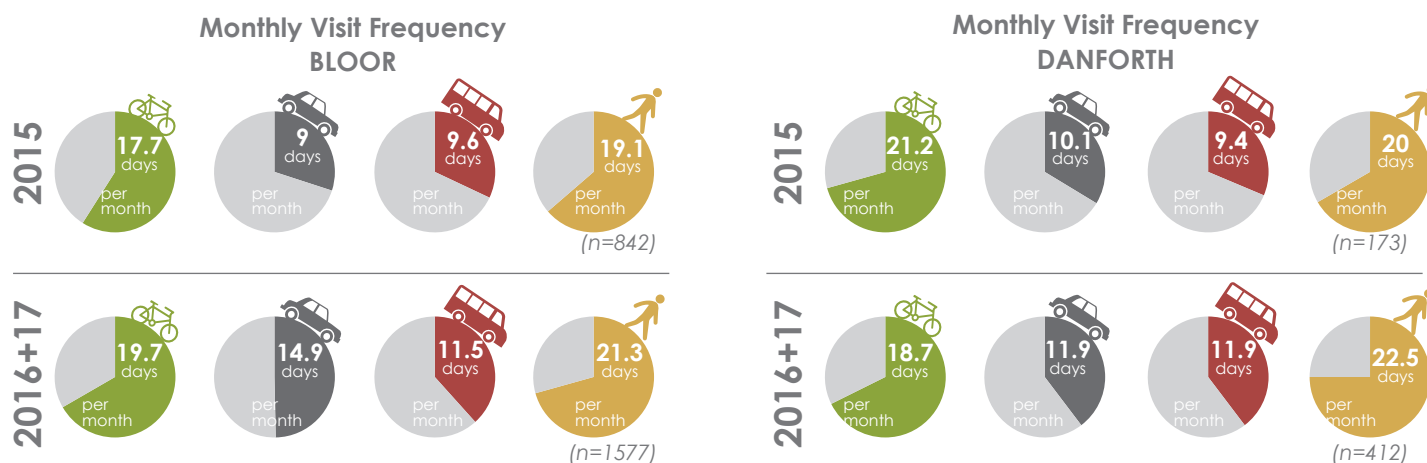 Monthly Visit Frequency
BLOOR
2015
17.7
days
per
month
9
days
per
month
9.6
days
per
month
19.1
days
per
month
(n=842)
2016+17
19.7
days
per
month
14.9
days
per
month
11.5
days
per
month
21.3
days
per
month
(n=1577)
Monthly Visit Frequency
DANFORTH
21.2
days
per
month
10.1
days
per
month
9.4
days
per
month
20
days
per
month
(n=173)
18.7
days
per
month
11.9
days
per
month
11.9
days
per
month
22.5
days
per
month
(n=412)